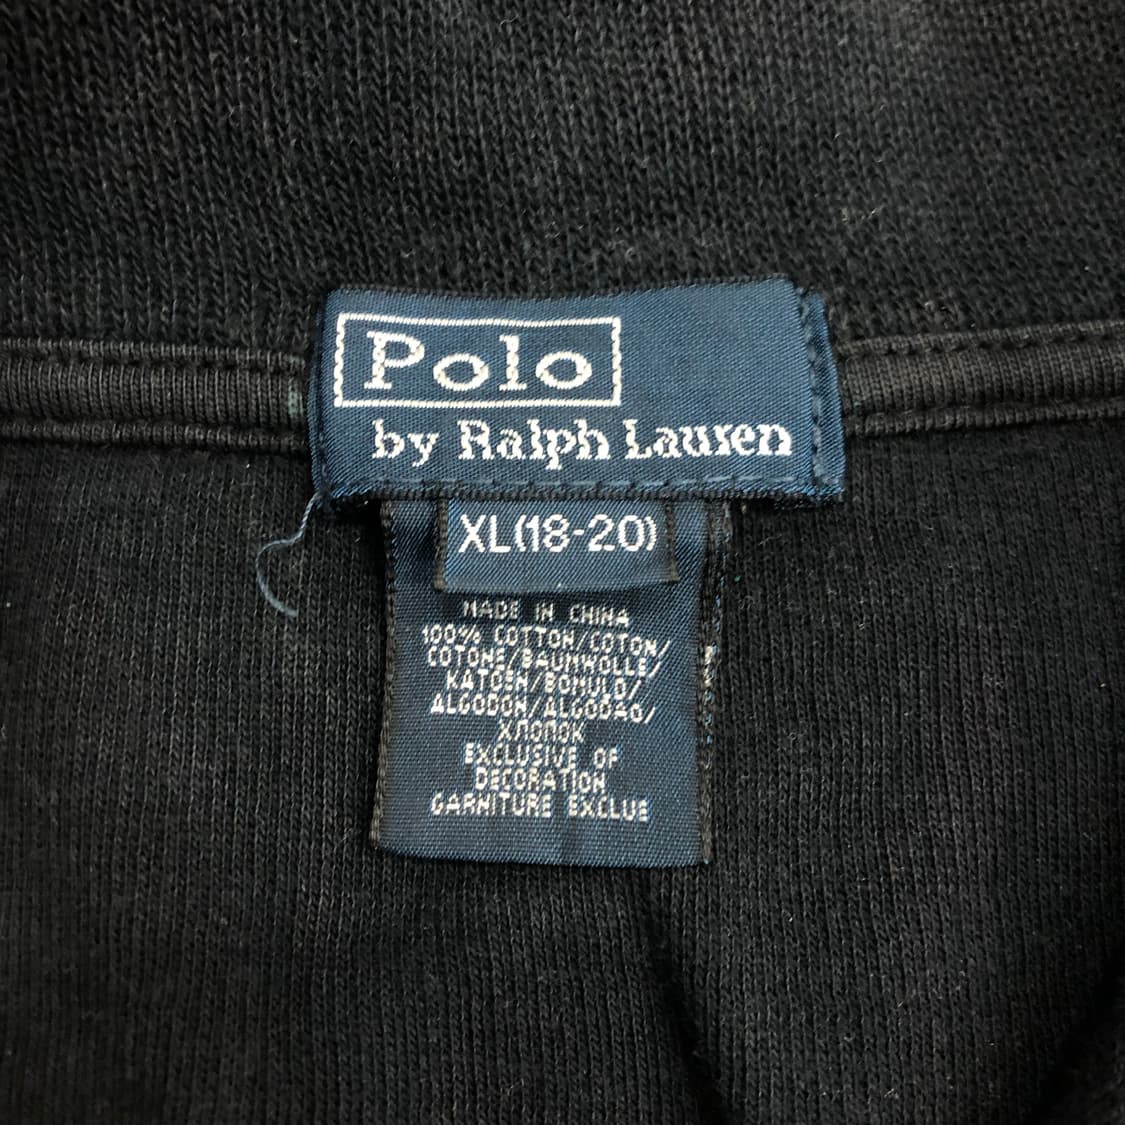 Polo
by Ralph Lauren
XL(18-20)
MADE IN CHINA
100% COTTON/COTON/
COTONE/BAUMWOLLE/
KATOEN/BOMULD/
ALGODON/ALGODAO/
ХЛОПОК
EXCLUSIVE OF
DECORATION
GARNITURE EXCLUE